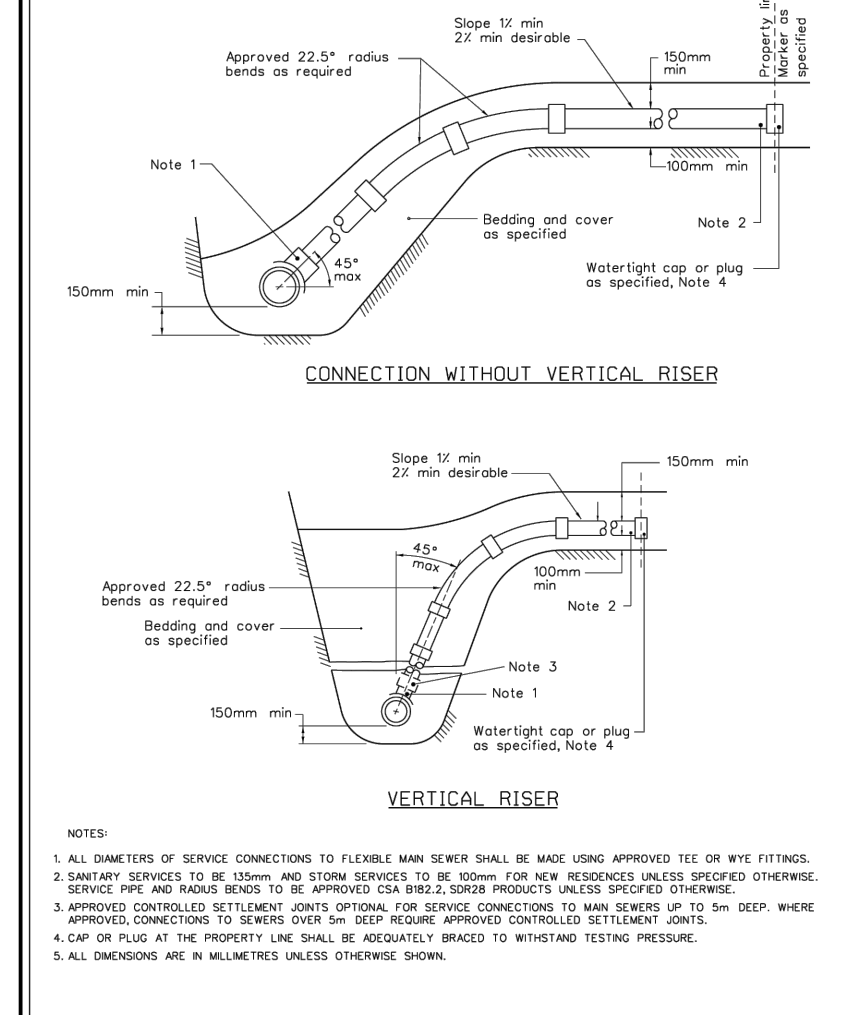 Property lin
Marker as
specified
Slope 1% min
2% min desirable
Approved 22.5° radius
bends as required
150mm
min
Note 1
100mm min
Bedding and cover
as specified
Note 2
45°
max
Watertight cap or plug
as specified, Note 4
150mm min
CONNECTION WITHOUT VERTICAL RISER
Slope 1% min
2% min desirable
150mm min
45°
max
Approved 22.5° radius
bends as required
100mm
min
Note 2
Bedding and cover
as specified
Note 3
Note 1
150mm min
Watertight cap or plug
as specified, Note 4
VERTICAL RISER
NOTES:
1. ALL DIAMETERS OF SERVICE CONNECTIONS TO FLEXIBLE MAIN SEWER SHALL BE MADE USING APPROVED TEE OR WYE FITTINGS.
2. SANITARY SERVICES TO BE 135mm AND STORM SERVICES TO BE 100mm FOR NEW RESIDENCES UNLESS SPECIFIED OTHERWISE.
SERVICE PIPE AND RADIUS BENDS TO BE APPROVED CSA B182.2, SDR28 PRODUCTS UNLESS SPECIFIED OTHERWISE.
3. APPROVED CONTROLLED SETTLEMENT JOINTS OPTIONAL FOR SERVICE CONNECTIONS TO MAIN SEWERS UP TO 5m DEEP. WHERE
APPROVED, CONNECTIONS TO SEWERS OVER 5m DEEP REQUIRE APPROVED CONTROLLED SETTLEMENT JOINTS.
4. CAP OR PLUG AT THE PROPERTY LINE SHALL BE ADEQUATELY BRACED TO WITHSTAND TESTING PRESSURE.
5. ALL DIMENSIONS ARE IN MILLIMETRES UNLESS OTHERWISE SHOWN.